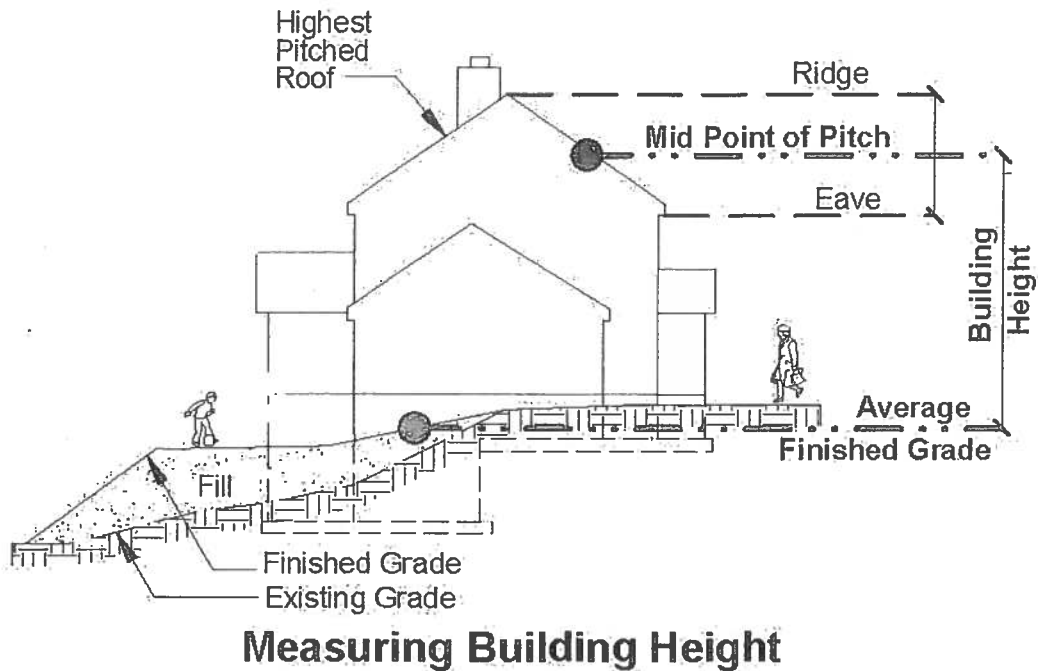 Highest
Pitched
Roof
Ridge
Mid Point of Pitch
Eave
Building
Height
Average
Finished Grade
Fill
Finished Grade
Existing Grade
Measuring Building Height